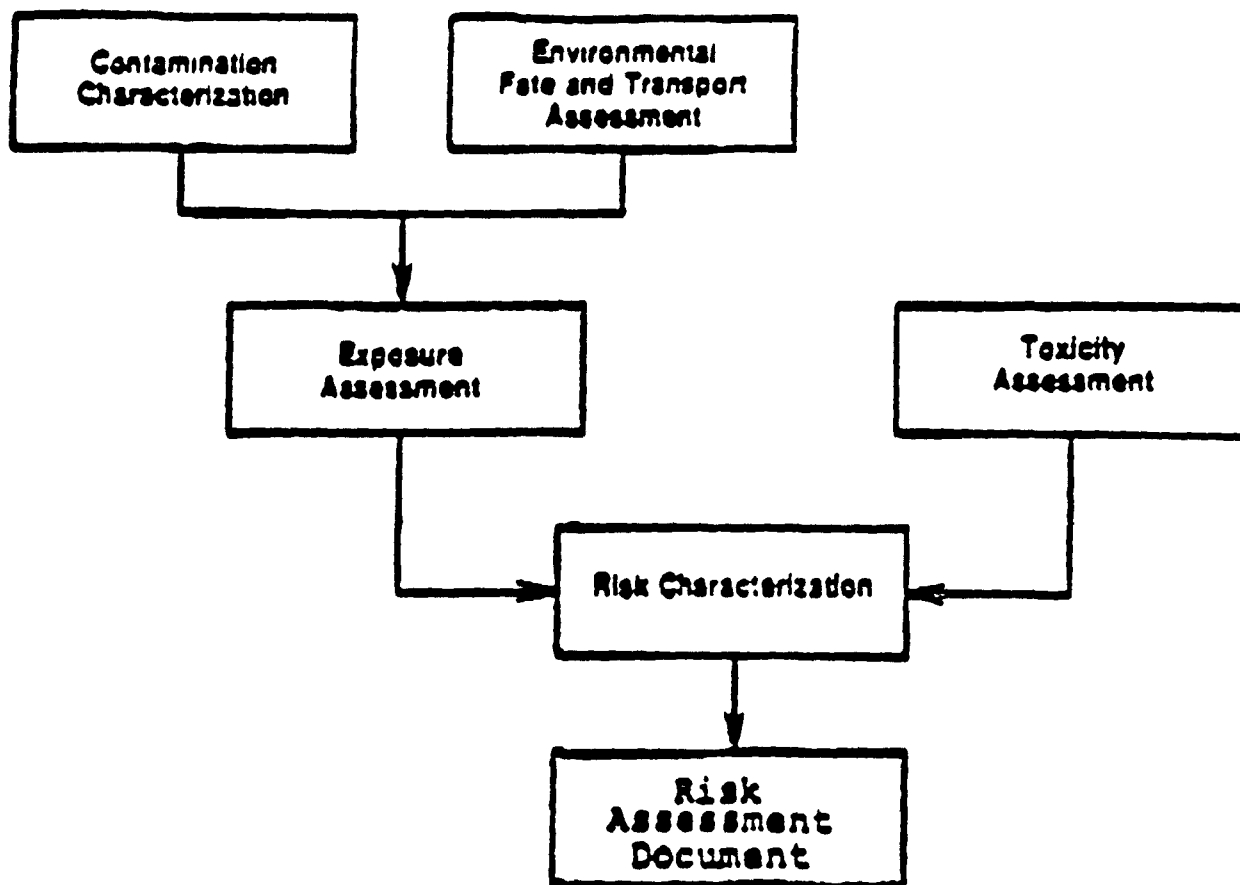 Contamination
Characterization
Environmental
Fate and Transport
Assessment
Exposure
Assessment
Toxicity
Assessment
Risk Characterization
Risk
Assessment
Document